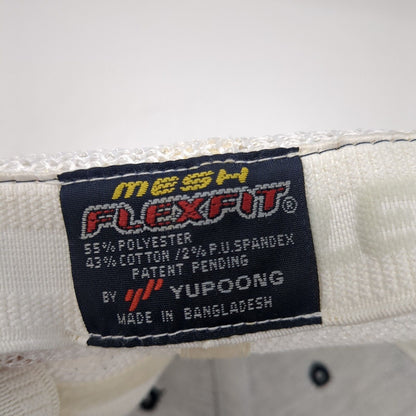 MESH
FLEXFIT®
55% POLYESTER
43% COTTON /2% P.U.SPANDEX
PATENT PENDING
BY YUPOONG
MADE IN BANGLADESH